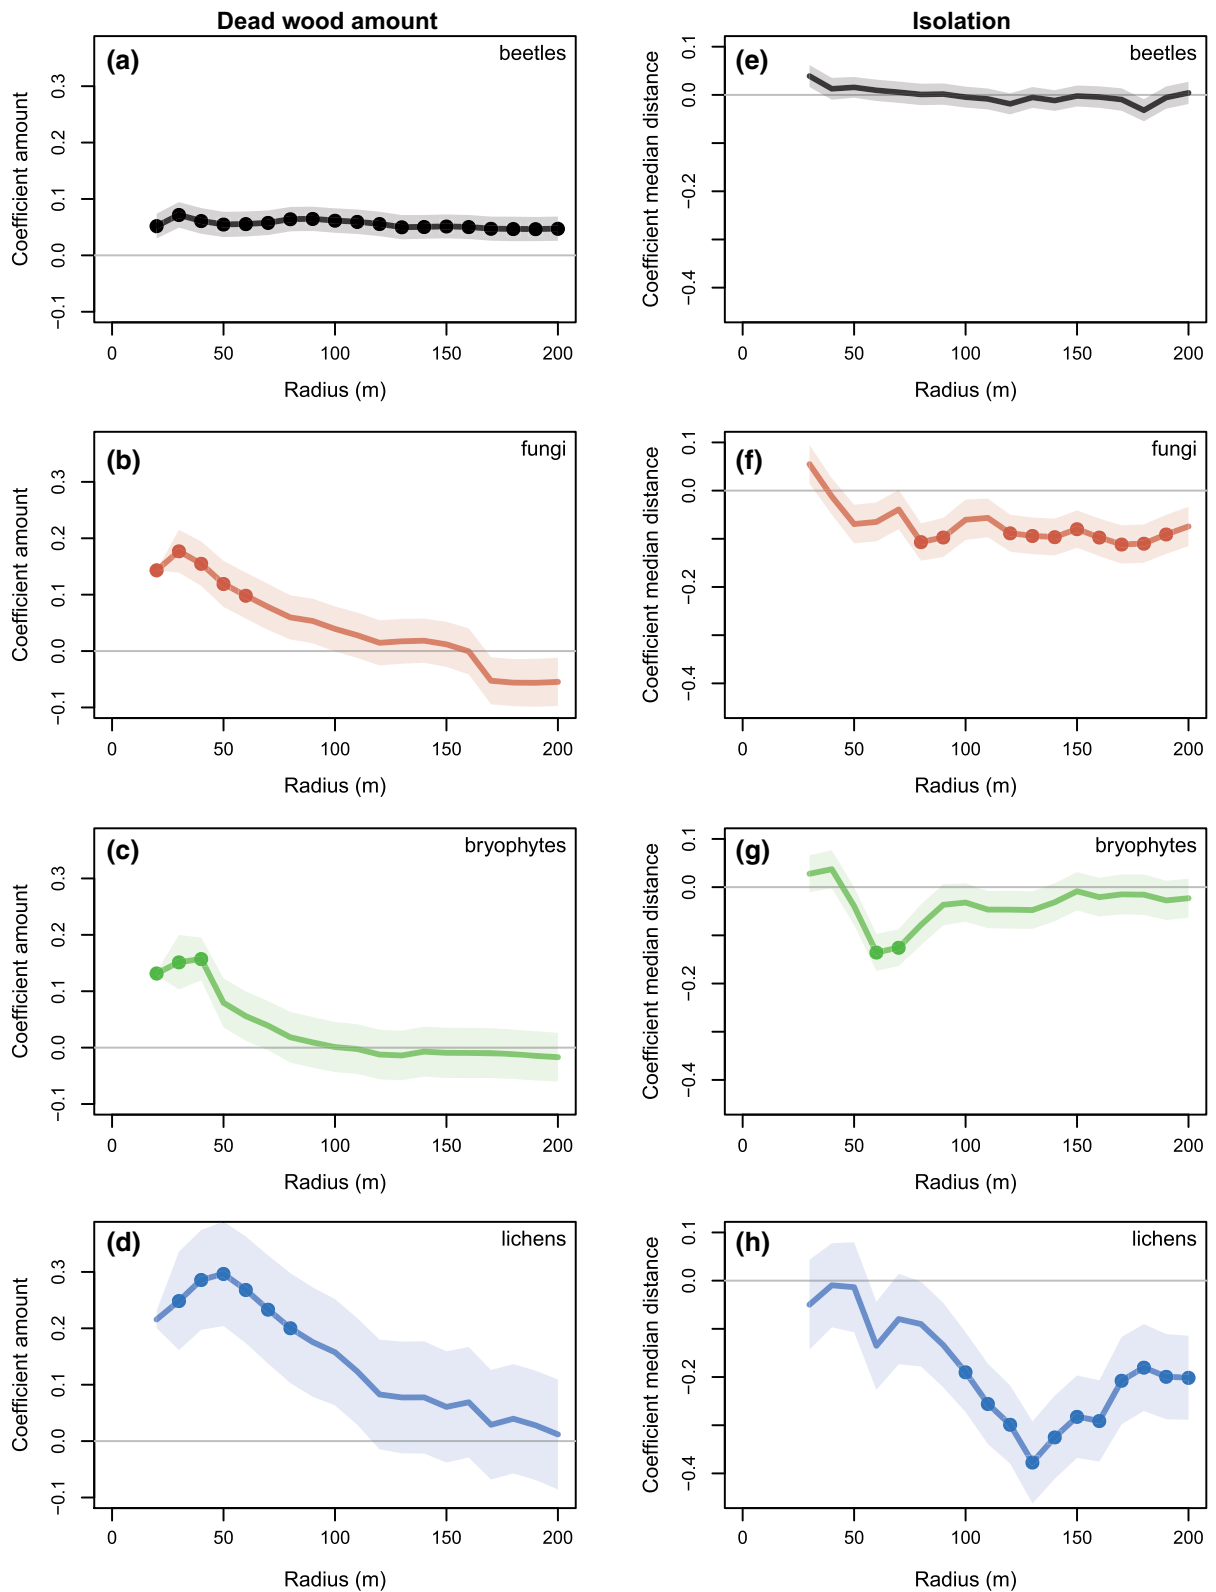 Dead wood amount
Isolation
(a)
beetles
Coefficient amount
0.3
0.2
0.1
0.0
−0.1
0 50 100 150 200
Radius (m)
(e)
beetles
Coefficient median distance
0.1
0.0
−0.2
−0.4
0 50 100 150 200
Radius (m)
(b)
fungi
Coefficient amount
0.3
0.2
0.1
0.0
−0.1
0 50 100 150 200
Radius (m)
(f)
fungi
Coefficient median distance
0.1
0.0
−0.2
−0.4
0 50 100 150 200
Radius (m)
(c)
bryophytes
Coefficient amount
0.3
0.2
0.1
0.0
−0.1
0 50 100 150 200
Radius (m)
(g)
bryophytes
Coefficient median distance
0.1
0.0
−0.2
−0.4
0 50 100 150 200
Radius (m)
(d)
lichens
Coefficient amount
0.3
0.2
0.1
0.0
−0.1
0 50 100 150 200
Radius (m)
(h)
lichens
Coefficient median distance
0.1
0.0
−0.2
−0.4
0 50 100 150 200
Radius (m)